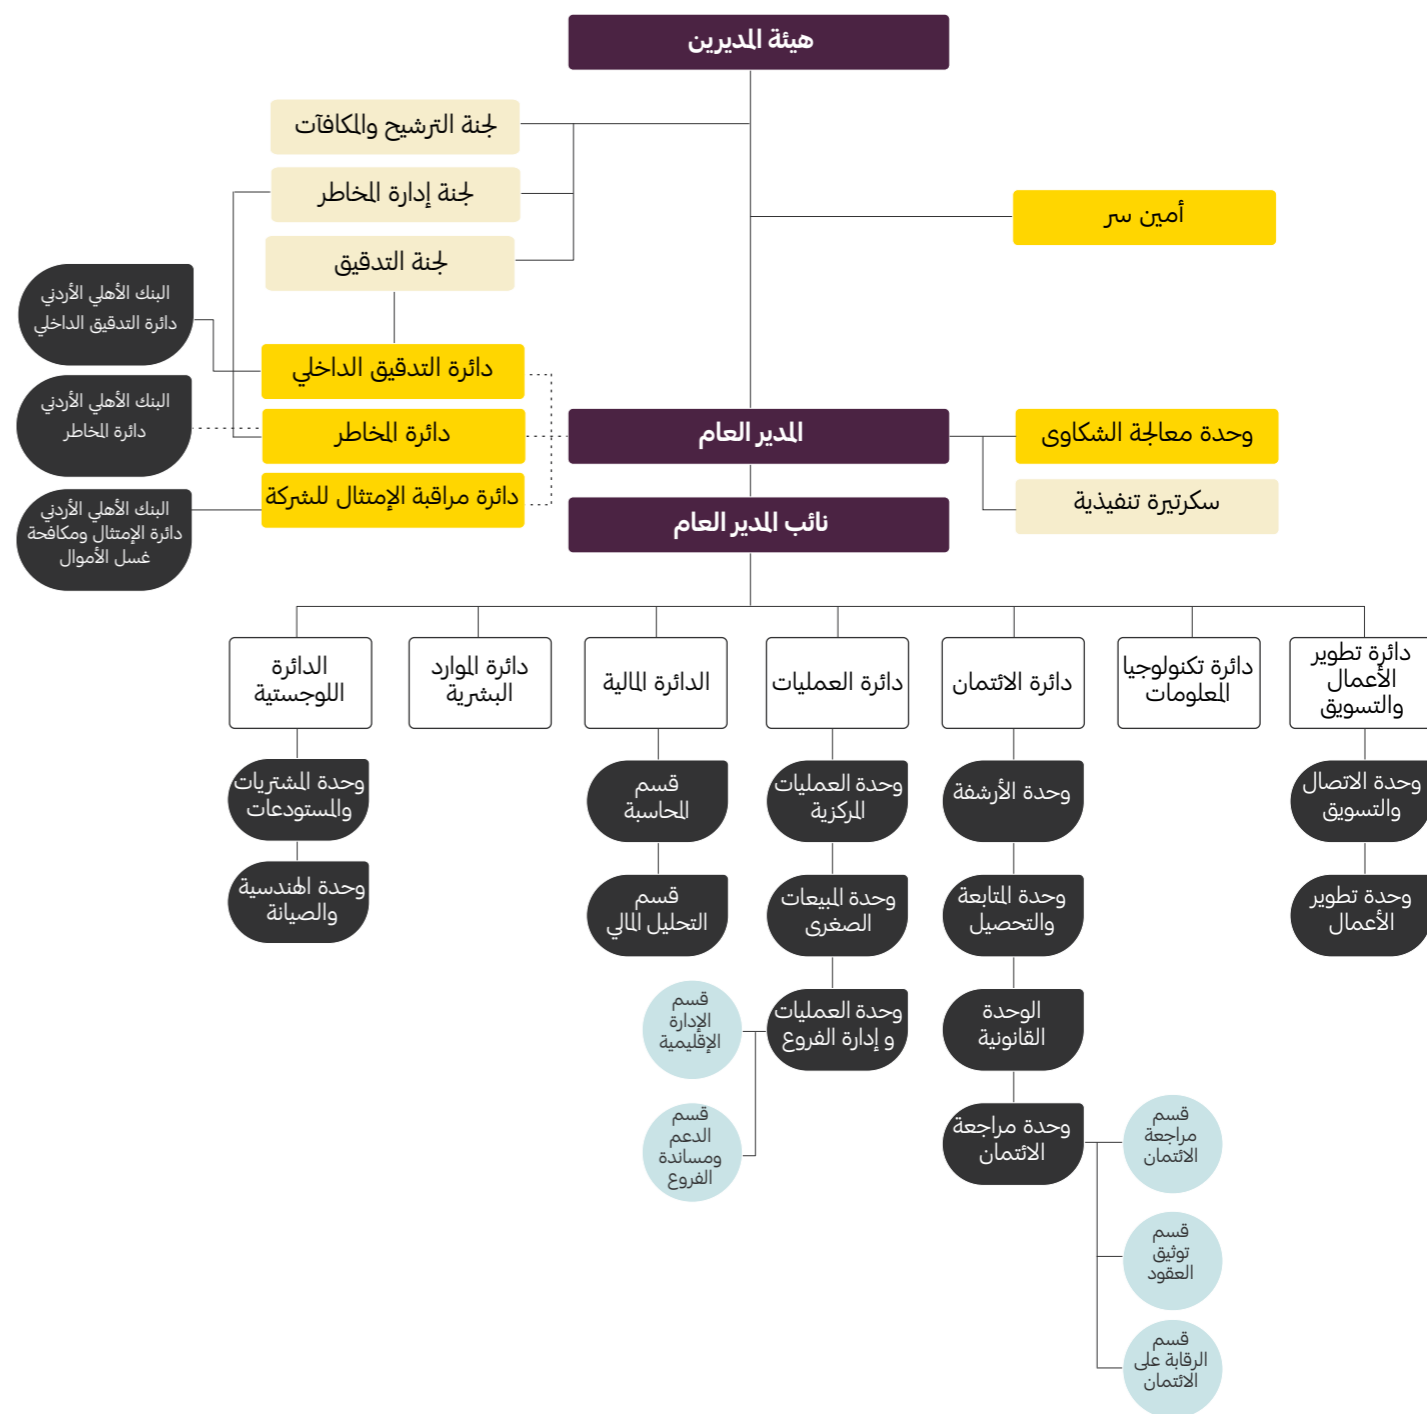 هيئة المديرين
لجنة الترشيح والمكافآت
لجنة إدارة المخاطر
أمين سر
لجنة التدقيق
البنك الأهلي الأردني
دائرة التدقيق الداخلي
دائرة التدقيق الداخلي
البنك الأهلي الأردني
دائرة المخاطر
وحدة معالجة الشكاوى
المدير العام
دائرة المخاطر
سكرتيرة تنفيذية
دائرة مراقبة الإمتثال للشركة
البنك الأهلي الأردني
دائرة الإمتثال ومكافحة
غسل الأموال
نائب المدير العام
دائرة تطوير
الأعمال
والتسويق
دائرة تكنولوجيا
المعلومات
دائرة الائتمان
دائرة العمليات
الدائرة المالية
دائرة الموارد
البشرية
الدائرة
اللوجستية
وحدة الاتصال
والتسويق
وحدة الأرشفة
وحدة العمليات
المركزية
قسم
المحاسبة
وحدة المشتريات
والمستودعات
وحدة تطوير
الأعمال
وحدة المتابعة
والتحصيل
وحدة المبيعات
الصغرى
قسم
التحليل المالي
وحدة الهندسية
والصيانة
الوحدة
القانونية
وحدة العمليات
و إدارة الفروع
قسم
الإدارة
الإقليمية
قسم
مراجعة
الائتمان
وحدة مراجعة
الائتمان
قسم
الدعم
ومساندة
الفروع
قسم
توثيق
العقود
قسم
الرقابة على
الائتمان